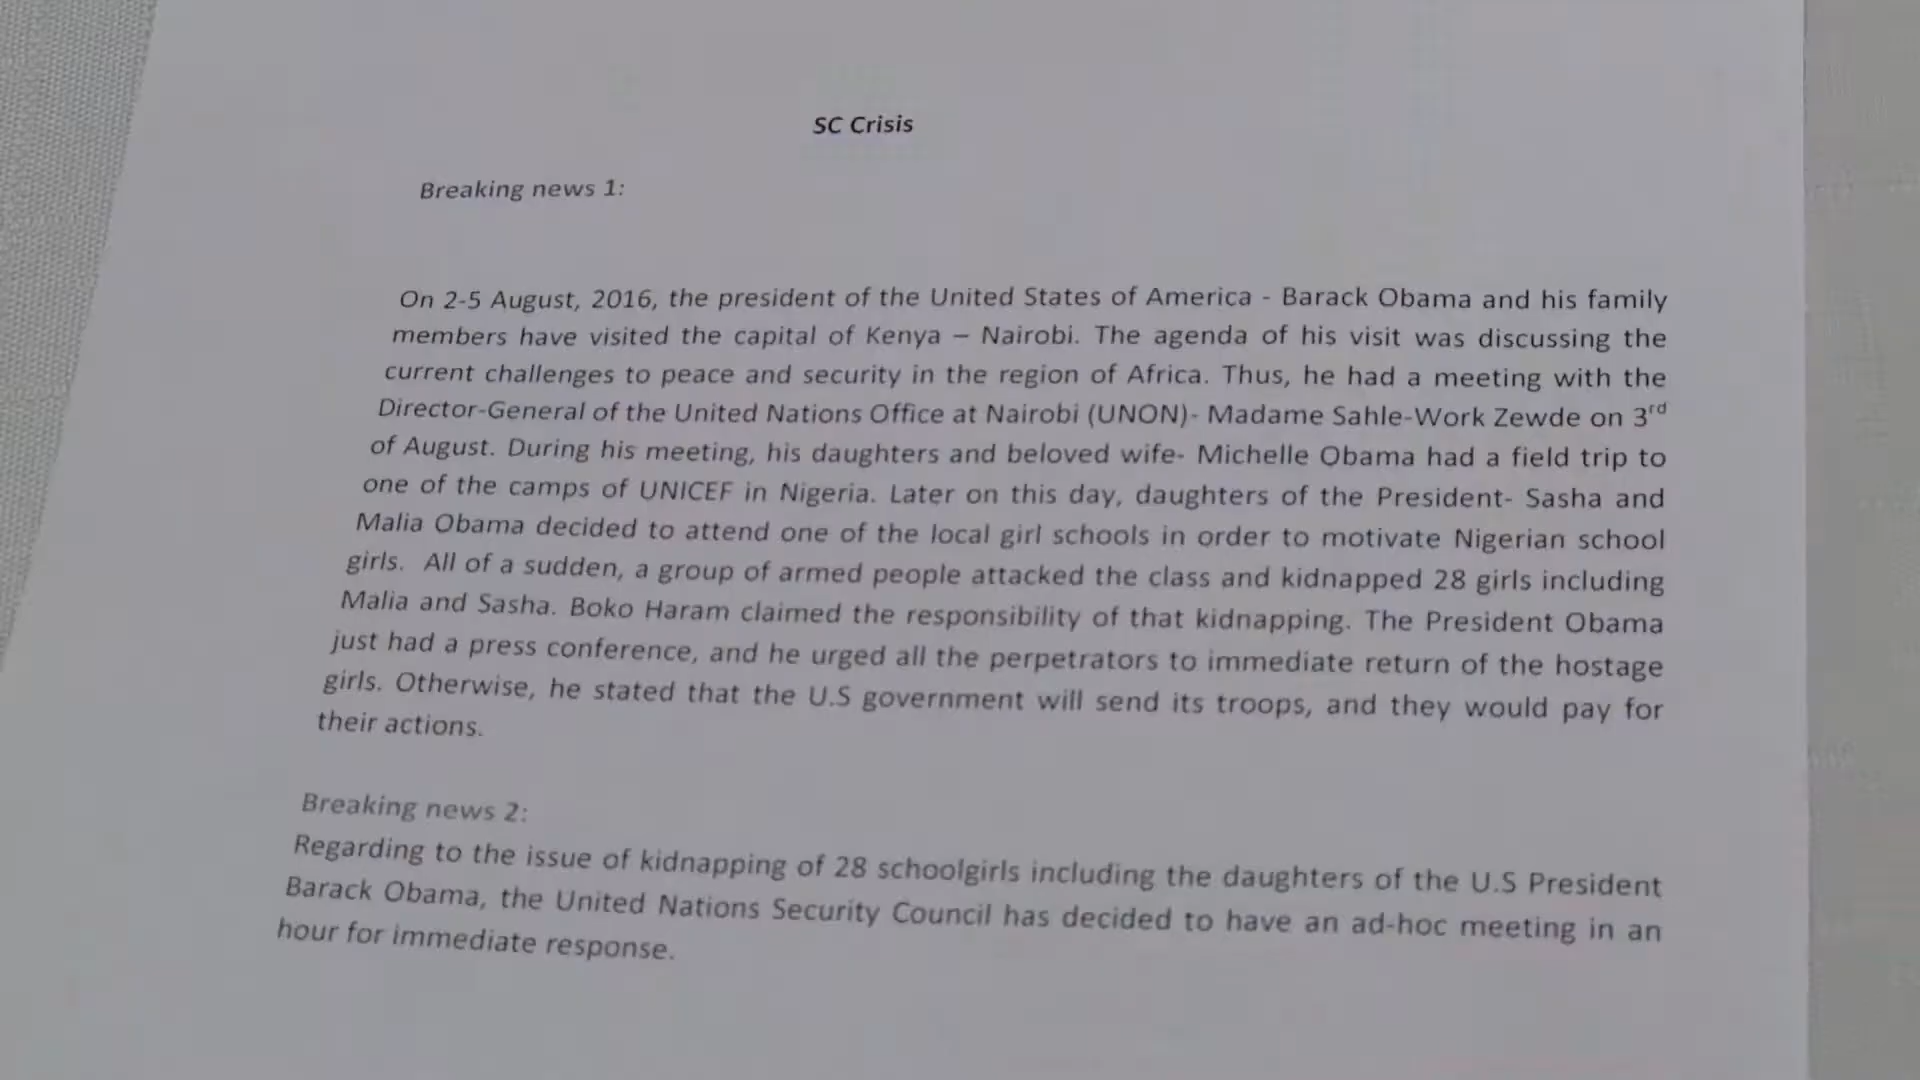 SC Crisis
Breaking news 1:
On 2-5 August, 2016, the president of the United States of America - Barack Obama and his family
members have visited the capital of Kenya – Nairobi. The agenda of his visit was discussing the
current challenges to peace and security in the region of Africa. Thus, he had a meeting with the
Director-General of the United Nations Office at Nairobi (UNON)- Madame Sahle-Work Zewde on 3rd
of August. During his meeting, his daughters and beloved wife- Michelle Obama had a field trip to
one of the camps of UNICEF in Nigeria. Later on this day, daughters of the President- Sasha and
Malia Obama decided to attend one of the local girl schools in order to motivate Nigerian school
girls. All of a sudden, a group of armed people attacked the class and kidnapped 28 girls including
Malia and Sasha. Boko Haram claimed the responsibility of that kidnapping. The President Obama
just had a press conference, and he urged all the perpetrators to immediate return of the hostage
girls. Otherwise, he stated that the U.S government will send its troops, and they would pay for
their actions.
Breaking news 2:
Regarding to the issue of kidnapping of 28 schoolgirls including the daughters of the U.S President
Barack Obama, the United Nations Security Council has decided to have an ad-hoc meeting in an
hour for immediate response.